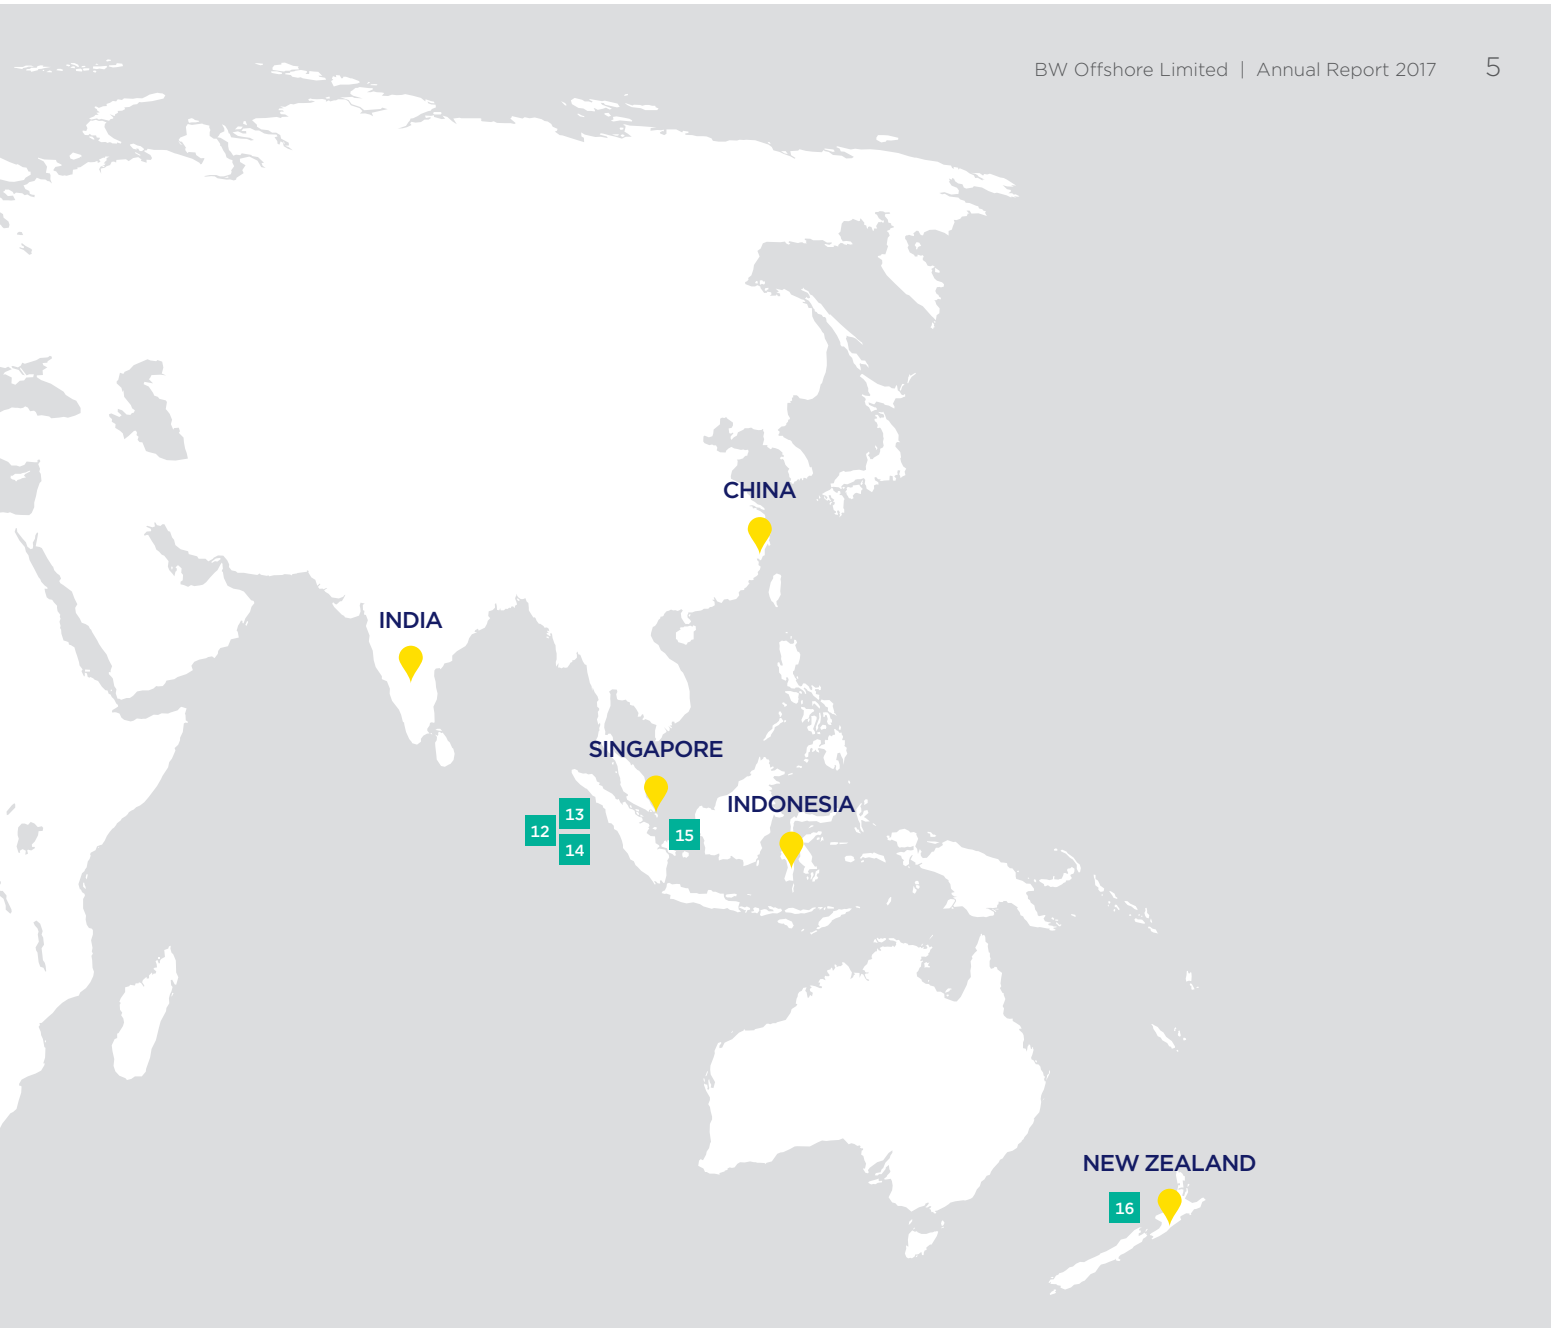 BW Offshore Limited | Annual Report 2017 5
CHINA
INDIA
SINGAPORE
INDONESIA
13
12
15
14
NEW ZEALAND
16